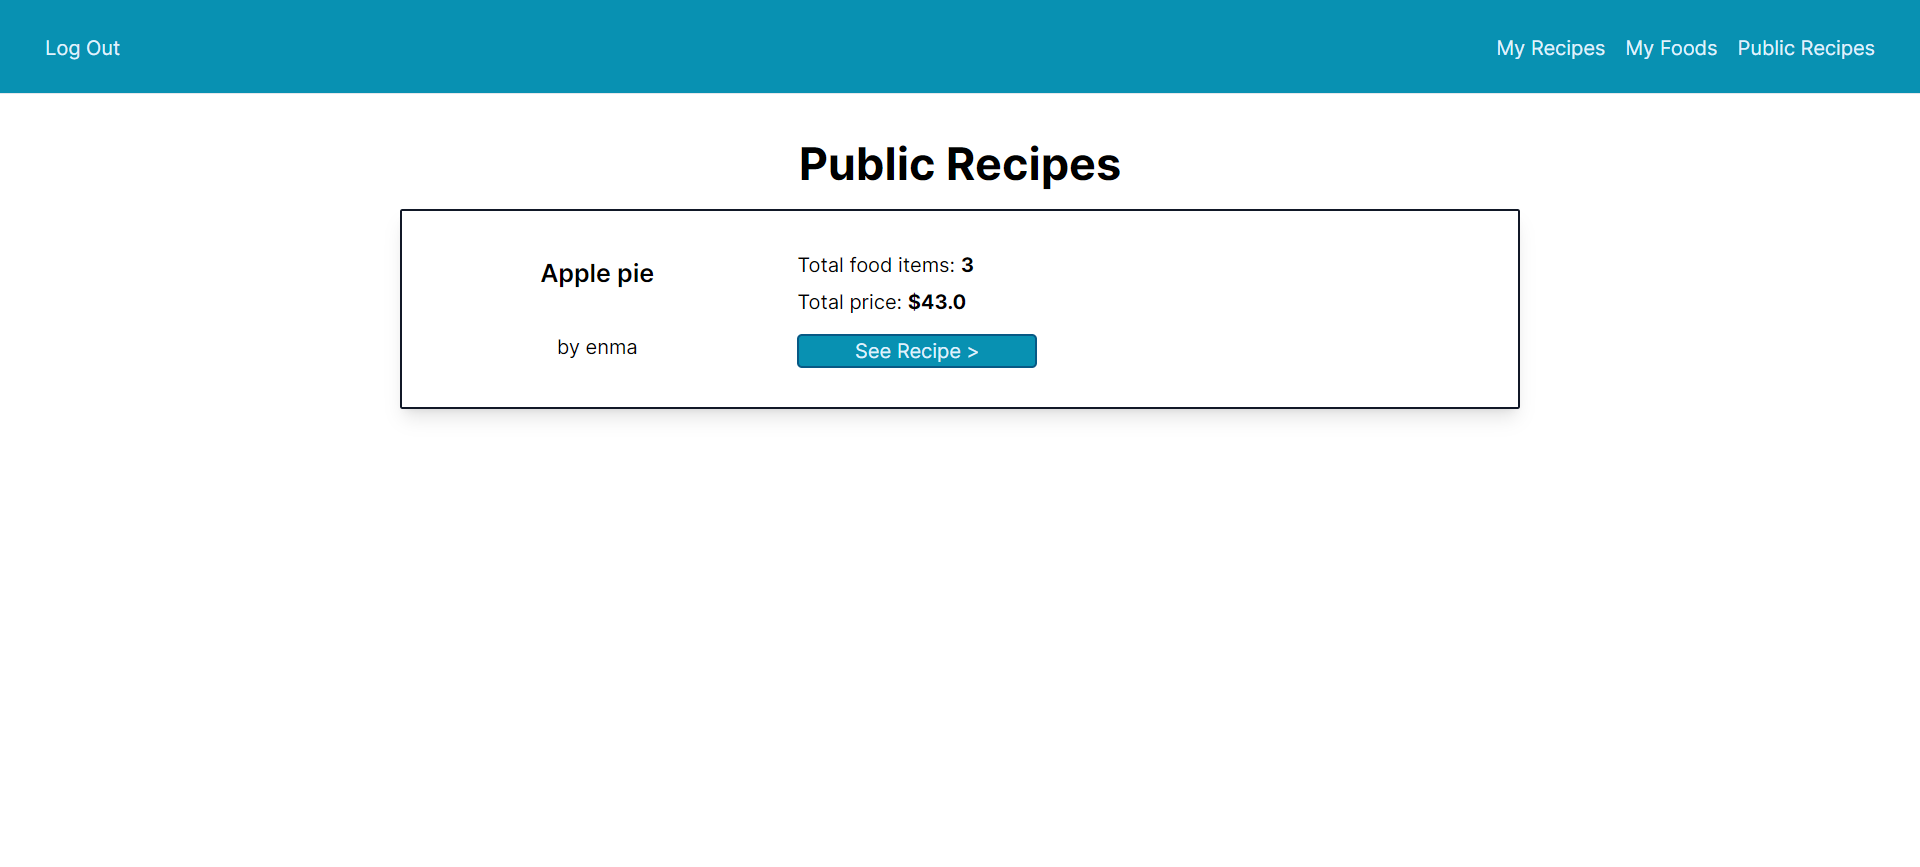 Log Out
My Recipes My Foods Public Recipes
Public Recipes
Apple pie
by enma
Total food items: 3
Total price: $43.0
See Recipe >